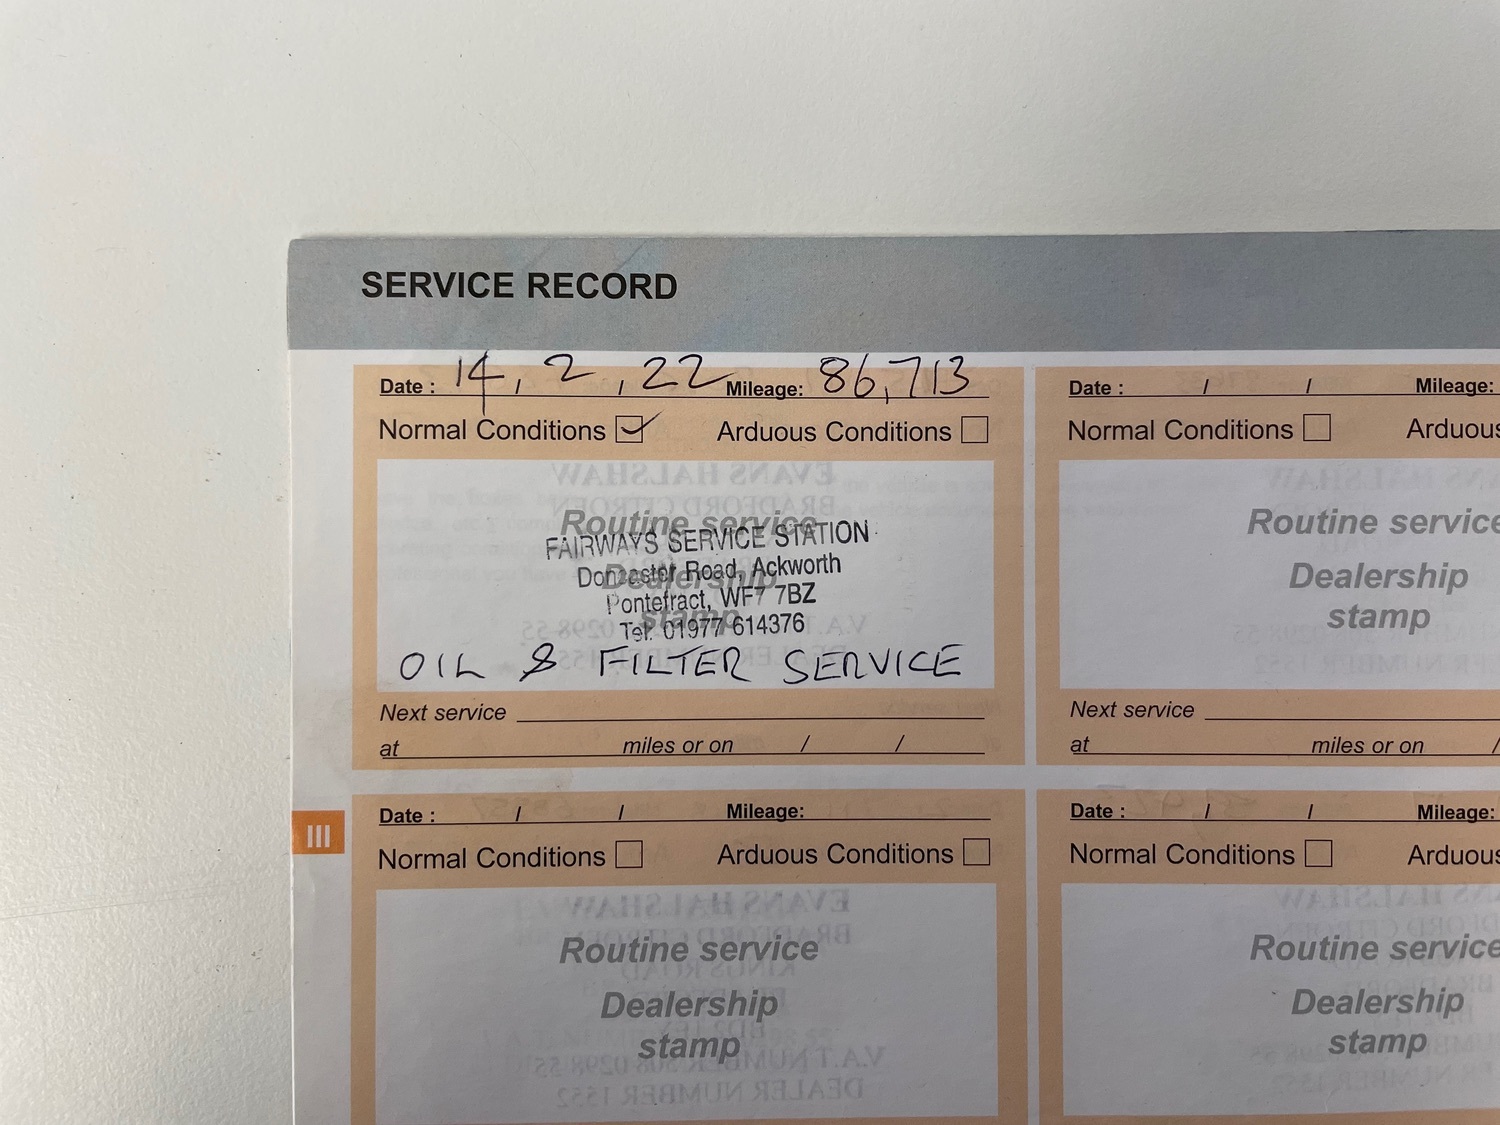 SERVICE RECORD
Date : 14, 2, 22 Mileage: 86,713
Normal Conditions Arduous Conditions
Routine service
Dealership
stamp
FAIRWAYS SERVICE STATION
Doncaster Road, Ackworth
Pontefract, WF7 7BZ
Tel: 01977 614376
OIL & FILTER SERVICE
Next service
at miles or on / /
Date : / / Mileage:
Normal Conditions
Routine service
Dealership
stamp
Next service
at miles or on /
III
Date : / / Mileage:
Normal Conditions Arduous Conditions
Routine service
Dealership
stamp
Date : / / Mileage:
Normal Conditions
Routine service
Dealership
stamp